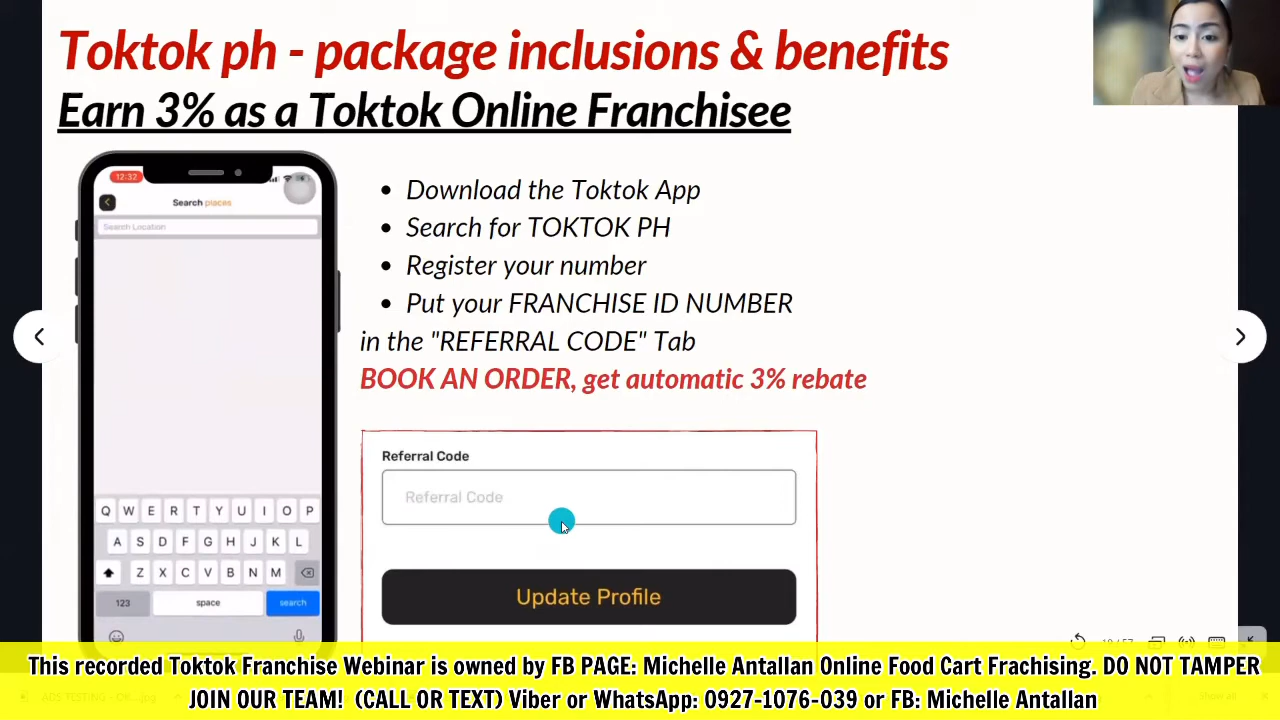 Toktok ph - package inclusions & benefits
Earn 3% as a Toktok Online Franchisee
12:32
Search places
Search Location
• Download the Toktok App
• Search for TOKTOK PH
• Register your number
• Put your FRANCHISE ID NUMBER
in the "REFERRAL CODE" Tab
BOOK AN ORDER, get automatic 3% rebate
Referral Code
Referral Code
Update Profile
Q W E R T Y U I O P
A S D F G H J K L
Z X C V B N M
123 space search
This recorded Toktok Franchise Webinar is owned by FB PAGE: Michelle Antallan Online Food Cart Frachising. DO NOT TAMPER
JOIN OUR TEAM! (CALL OR TEXT) Viber or WhatsApp: 0927-1076-039 or FB: Michelle Antallan